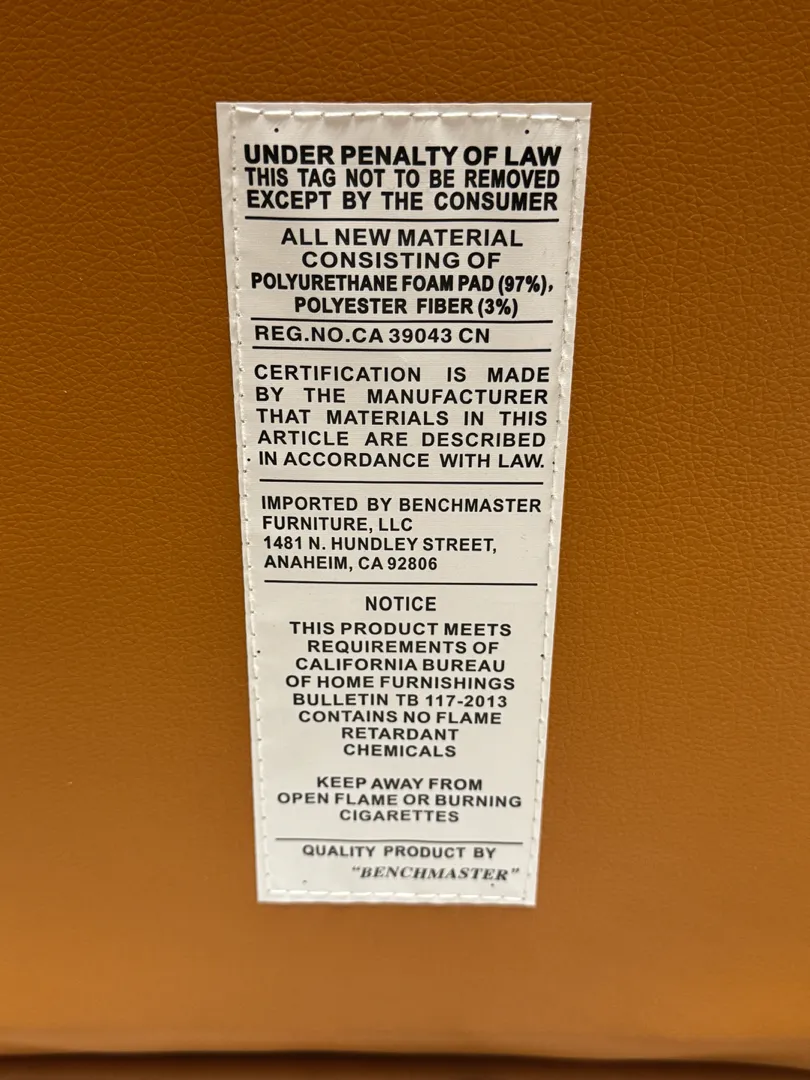 UNDER PENALTY OF LAW
THIS TAG NOT TO BE REMOVED
EXCEPT BY THE CONSUMER
ALL NEW MATERIAL
CONSISTING OF
POLYURETHANE FOAM PAD (97%),
POLYESTER FIBER (3%)
REG.NO.CA 39043 CN
CERTIFICATION IS MADE
BY THE MANUFACTURER
THAT MATERIALS IN THIS
ARTICLE ARE DESCRIBED
IN ACCORDANCE WITH LAW.
IMPORTED BY BENCHMASTER
FURNITURE, LLC
1481 N. HUNDLEY STREET,
ANAHEIM, CA 92806
NOTICE
THIS PRODUCT MEETS
REQUIREMENTS OF
CALIFORNIA BUREAU
OF HOME FURNISHINGS
BULLETIN TB 117-2013
CONTAINS NO FLAME
RETARDANT
CHEMICALS
KEEP AWAY FROM
OPEN FLAME OR BURNING
CIGARETTES
QUALITY PRODUCT BY
"BENCHMASTER"